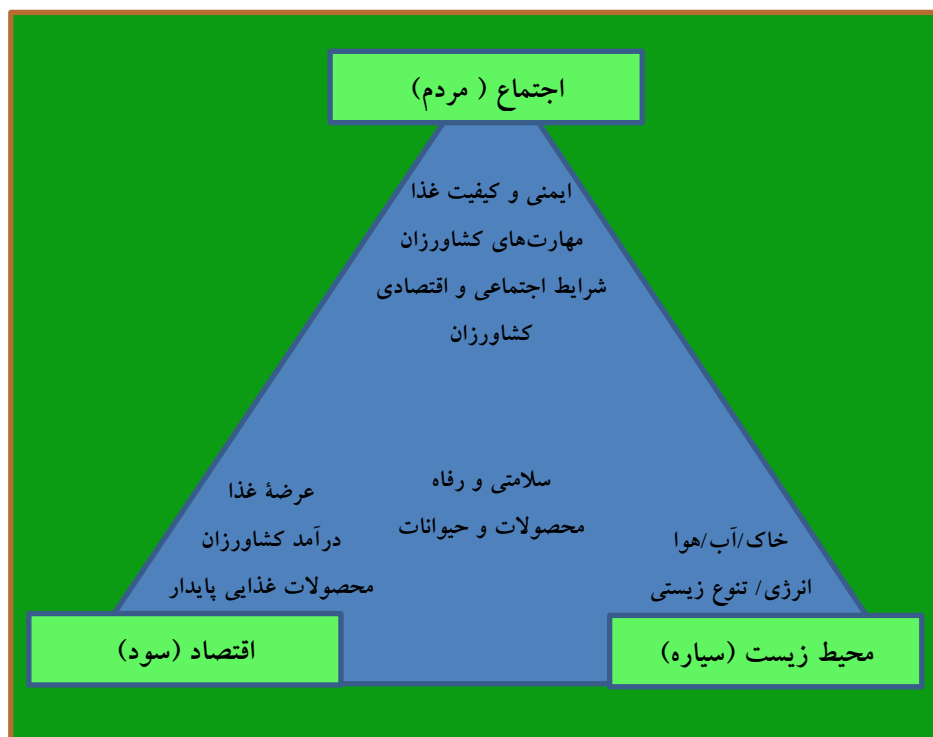 اجتماع ( مردم)
ایمنی و کیفیت غذا
مهارت‌های کشاورزان
شرایط اجتماعی و اقتصادی
کشاورزان
سلامتی و رفاه
محصولات و حیوانات
خاک/آب/هوا
انرژی/ تنوع زیستی
عرضۀ غذا
درآمد کشاورزان
محصولات غذایی پایدار
محیط زیست (سیاره)
اقتصاد (سود)